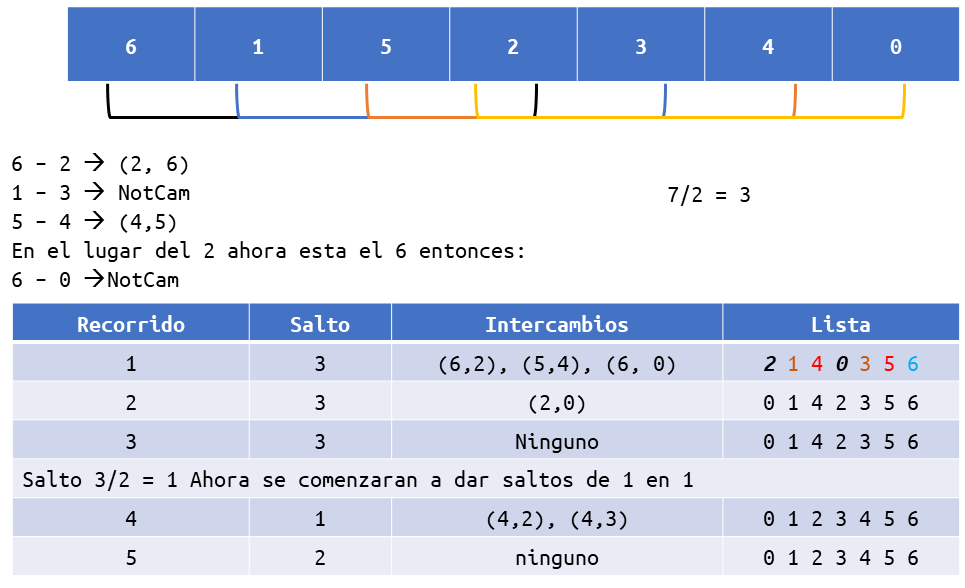 6 1 5 2 3 4 0
6 – 2 → (2, 6)
1 – 3 → NotCam
7/2 = 3
5 – 4 → (4,5)
En el lugar del 2 ahora esta el 6 entonces:
6 – 0 →NotCam
Recorrido Salto Intercambios Lista
1 3 (6,2), (5,4), (6, 0) 2 1 4 0 3 5 6
2 3 (2,0) 0 1 4 2 3 5 6
3 3 Ninguno 0 1 4 2 3 5 6
Salto 3/2 = 1 Ahora se comenzaran a dar saltos de 1 en 1
4 1 (4,2), (4,3) 0 1 2 3 4 5 6
5 2 ninguno 0 1 2 3 4 5 6